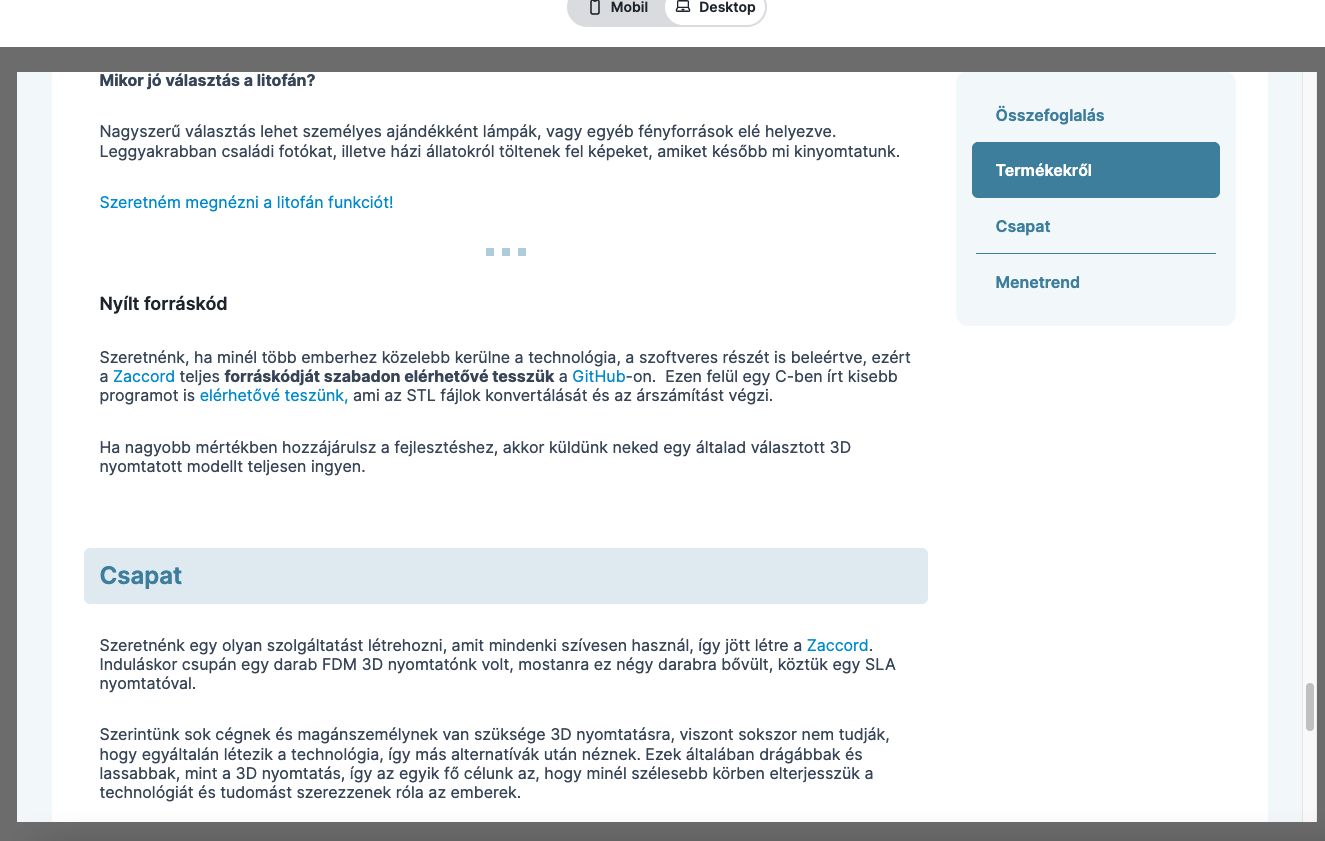 Mobil
Desktop
Mikor jó választás a litofán?
Nagyszerű választás lehet személyes ajándékként lámpák, vagy egyéb fényforrások elé helyezve.
Leggyakrabban családi fotókat, illetve házi állatokról töltenek fel képeket, amiket később mi kinyomtatunk.
Szeretném megnézni a litofán funkciót!
Nyílt forráskód
Szeretnénk, ha minél több emberhez közelebb kerülne a technológia, a szoftveres részét is beleértve, ezért
a Zaccord teljes forráskódját szabadon elérhetővé tesszük a GitHub-on.  Ezen felül egy C-ben írt kisebb
programot is elérhetővé teszünk, ami az STL fájlok konvertálását és az árszámítást végzi.
Ha nagyobb mértékben hozzájárulsz a fejlesztéshez, akkor küldünk neked egy általad választott 3D
nyomtatott modellt teljesen ingyen.
Csapat
Szeretnénk egy olyan szolgáltatást létrehozni, amit mindenki szívesen használ, így jött létre a Zaccord.
Induláskor csupán egy darab FDM 3D nyomtatónk volt, mostanra ez négy darabra bővült, köztük egy SLA
nyomtatóval.
Szerintünk sok cégnek és magánszemélynek van szüksége 3D nyomtatásra, viszont sokszor nem tudják,
hogy egyáltalán létezik a technológia, így más alternatívák után néznek. Ezek általában drágábbak és
lassabbak, mint a 3D nyomtatás, így az egyik fő célunk az, hogy minél szélesebb körben elterjesszük a
technológiát és tudomást szerezzenek róla az emberek.
Összefoglalás
Termékekről
Csapat
Menetrend